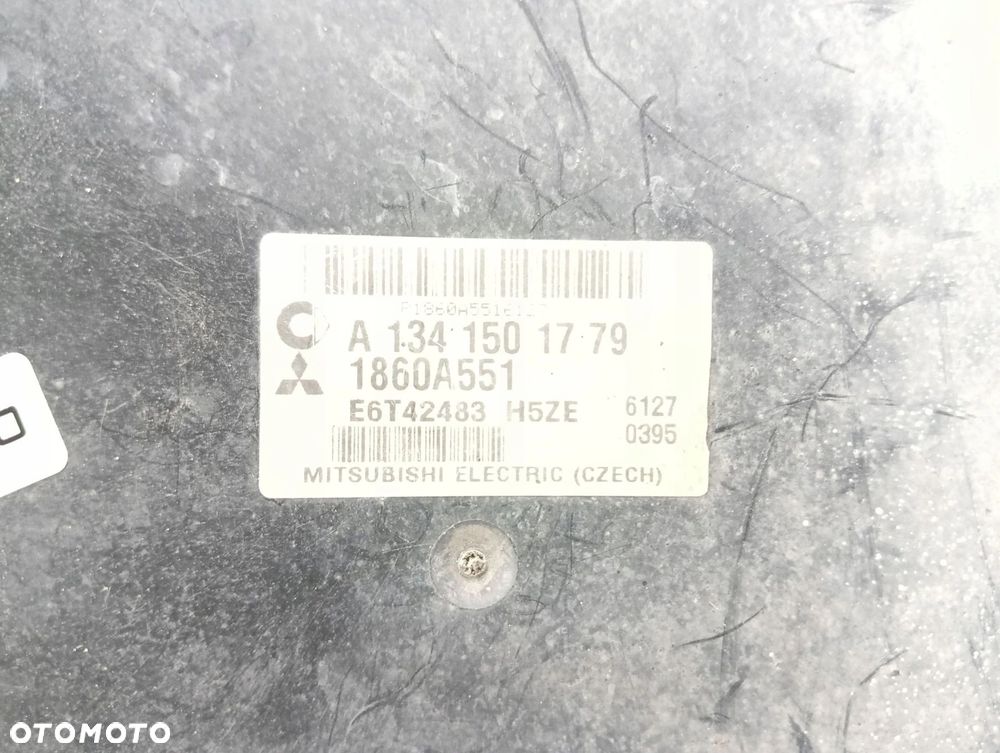 A 134 150 17 79
1860A551
E6T42483 H5ZE
6127
0395
MITSUBISHI ELECTRIC (CZECH)
OTOMOTO